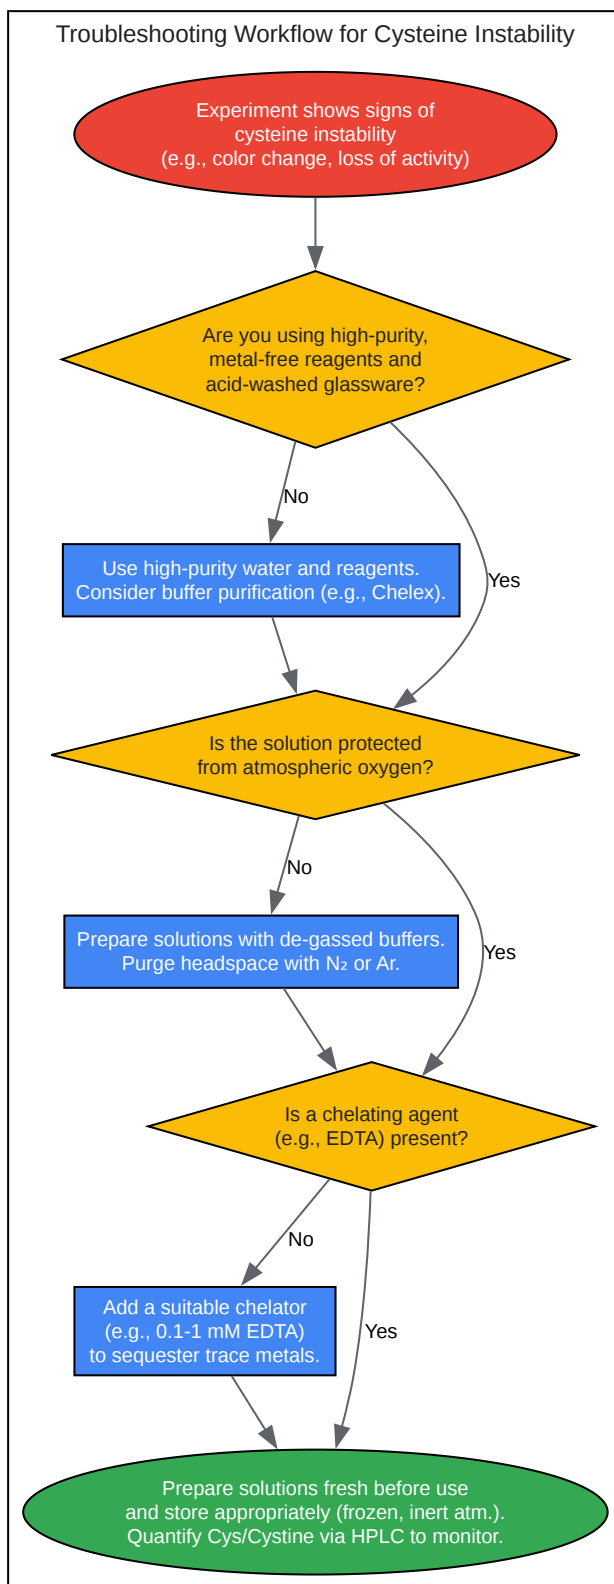 Troubleshooting Workflow for Cysteine Instability
Experiment shows signs of
cysteine instability
(e.g., color change, loss of activity)
Are you using high-purity,
metal-free reagents and
acid-washed glassware?
No
Use high-purity water and reagents.
Consider buffer purification (e.g., Chelex).
Yes
Is the solution protected
from atmospheric oxygen?
No
Prepare solutions with de-gassed buffers.
Purge headspace with N₂ or Ar.
Yes
Is a chelating agent
(e.g., EDTA) present?
No
Add a suitable chelator
(e.g., 0.1-1 mM EDTA)
to sequester trace metals.
Yes
Prepare solutions fresh before use
and store appropriately (frozen, inert atm.).
Quantify Cys/Cystine via HPLC to monitor.